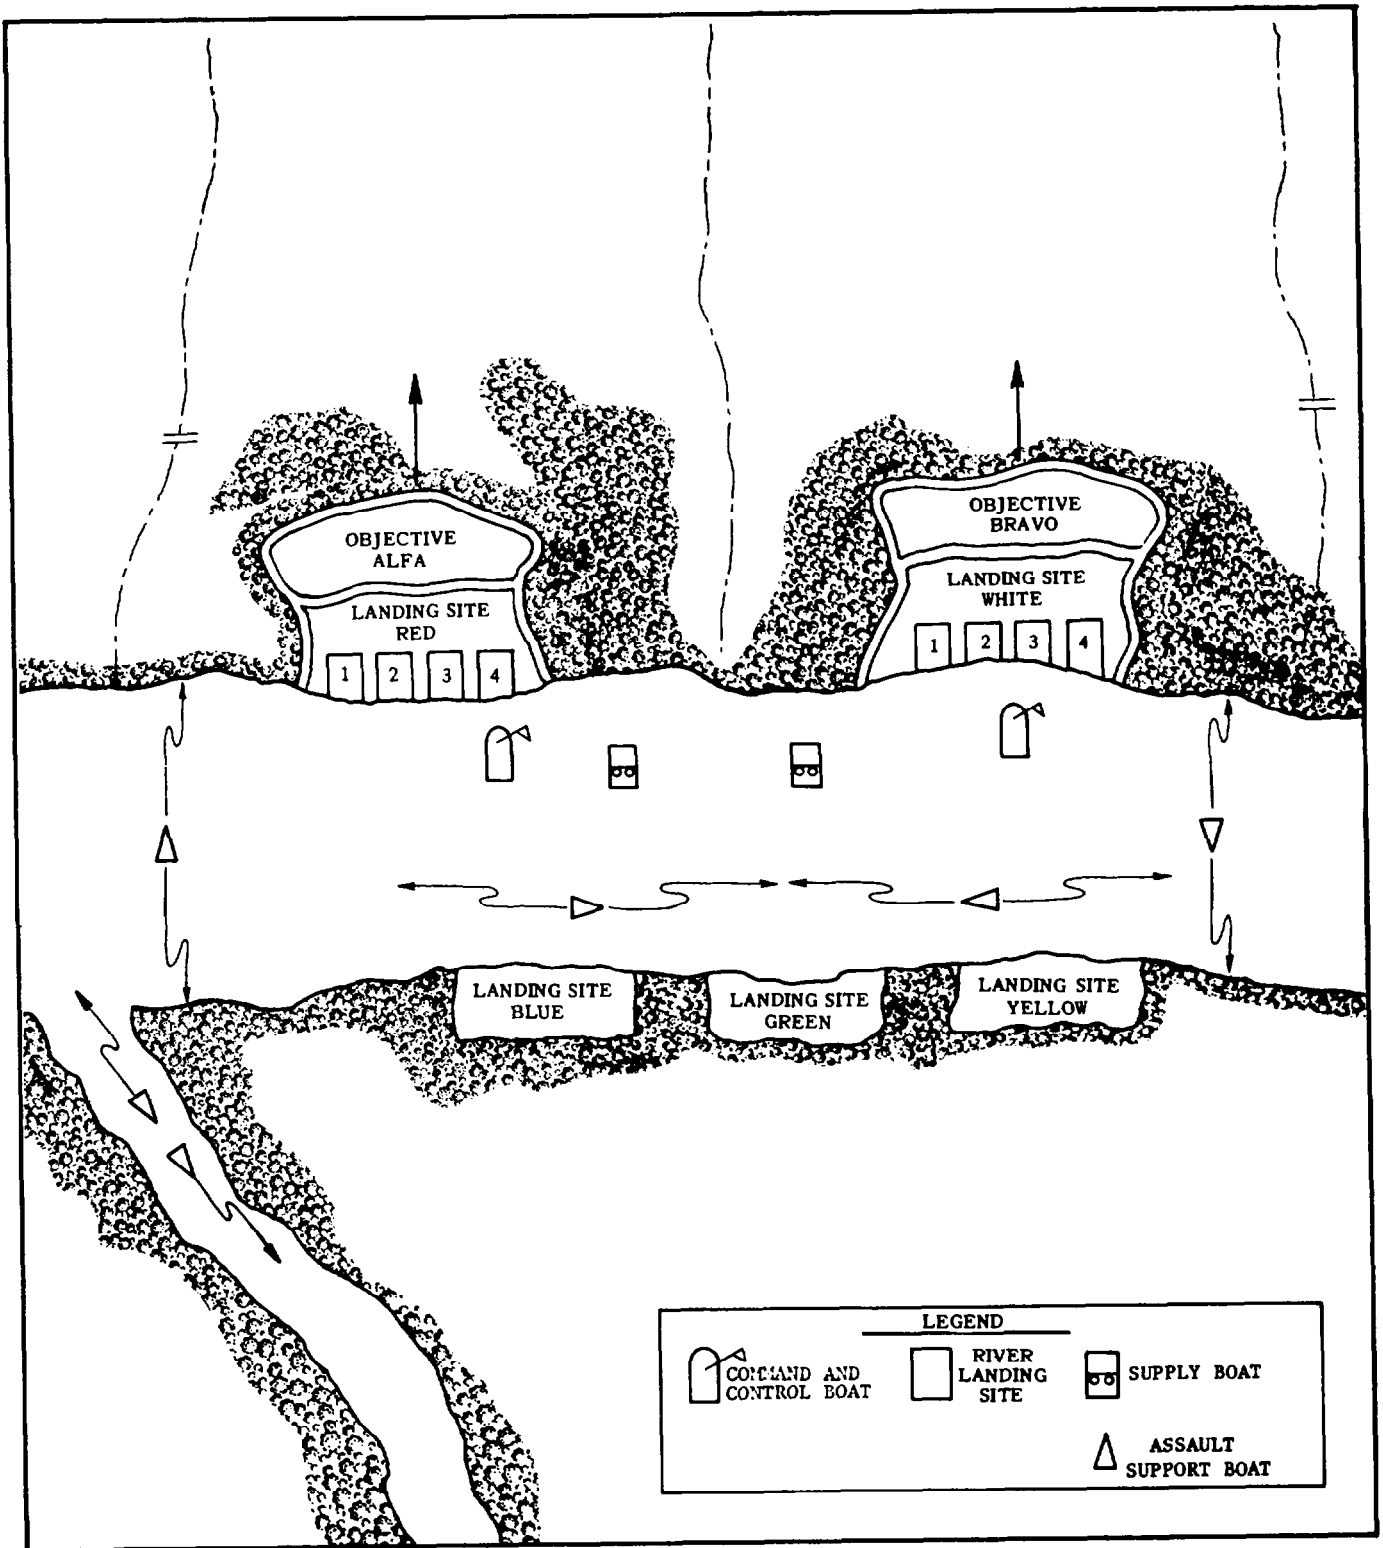 OBJECTIVE
ALFA
LANDING SITE
RED
1 2 3 4
OBJECTIVE
BRAVO
LANDING SITE
WHITE
1 2 3 4
LANDING SITE
BLUE
LANDING SITE
GREEN
LANDING SITE
YELLOW
LEGEND
COMMAND AND
CONTROL BOAT
RIVER
LANDING
SITE
SUPPLY BOAT
ASSAULT
SUPPORT BOAT